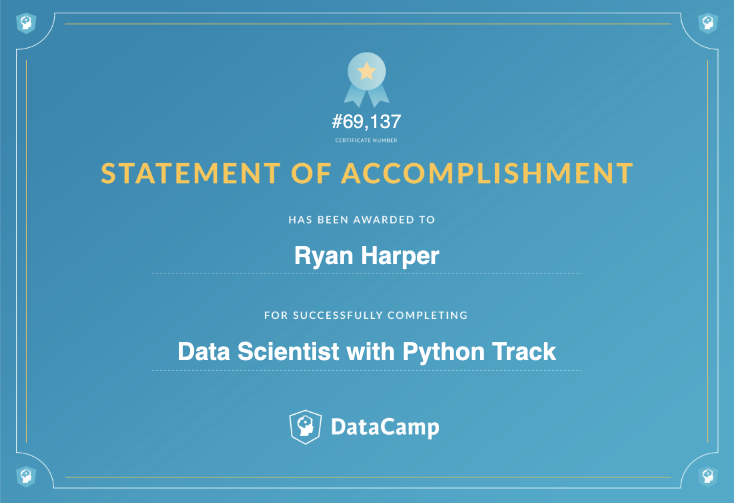 #69,137
CERTIFICATE NUMBER
STATEMENT OF ACCOMPLISHMENT
HAS BEEN AWARDED TO
Ryan Harper
FOR SUCCESSFULLY COMPLETING
Data Scientist with Python Track
DataCamp